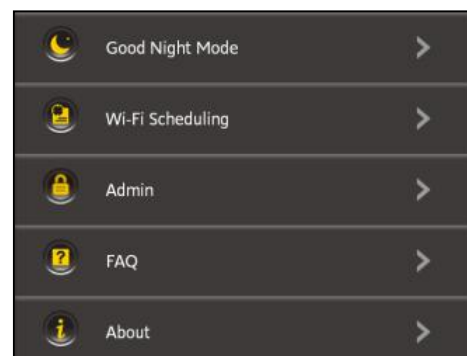 Good Night Mode
Wi-Fi Scheduling
Admin
FAQ
About